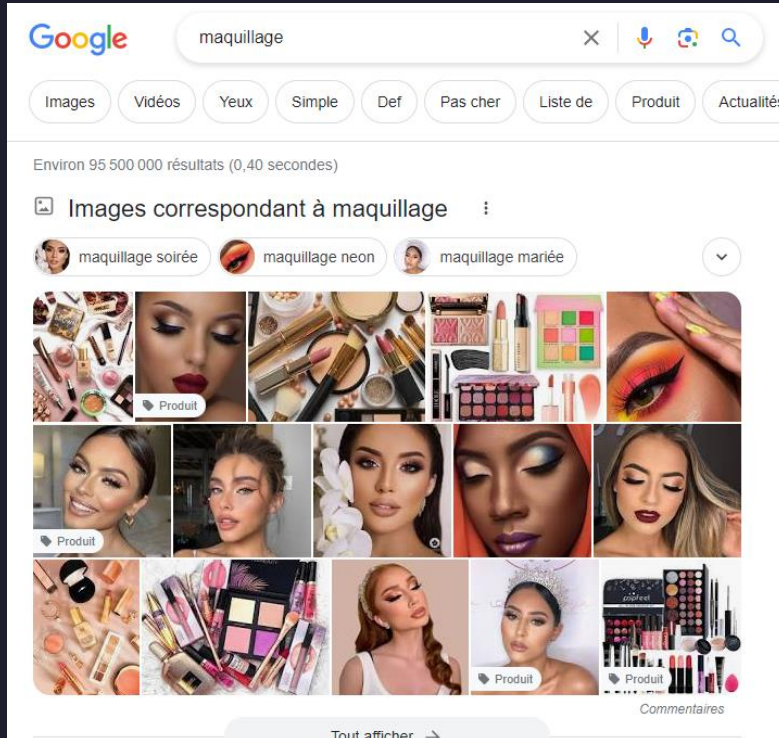 Google
maquillage
Images Vidéos Yeux Simple Def Pas cher Liste de Produit Actualités
Environ 95 500 000 résultats (0,40 secondes)
Images correspondant à maquillage
maquillage soirée maquillage neon maquillage mariée
Produit
Produit
popfeel
Produit
Produit
Commentaires
Tout afficher →